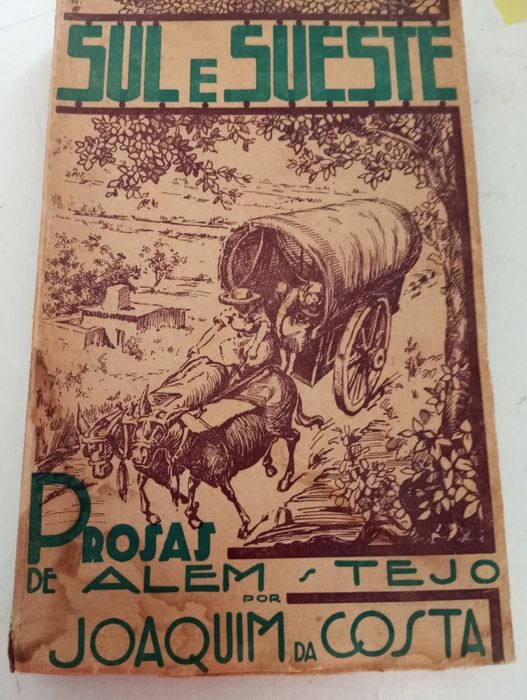 SUL E SUESTE
PROSAS
DE ALEM-TEJO
POR
JOAQUIM DA COSTA